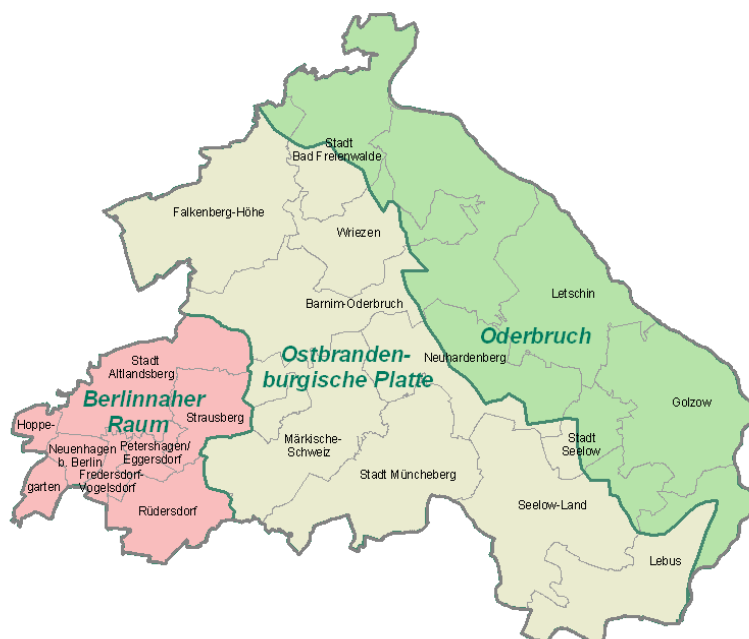 Stadt
Bad Freienwalde
Falkenberg-Höhe
Wriezen
Barnim-Oderbruch
Letschin
Oderbruch
Neuhardenberg
Ostbranden-
burgische Platte
Stadt
Altlandsberg
Berlinnaher
Raum
Strausberg
Golzow
Hoppe-
garten
Neuenhagen
b. Berlin
Petershagen/
Eggersdorf
Fredersdorf-
Vogelsdorf
Rüdersdorf
Märkische-
Schweiz
Stadt Müncheberg
Stadt
Seelow
Seelow-Land
Lebus